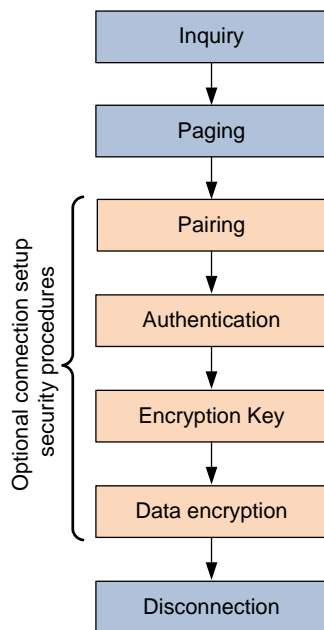 Inquiry
Paging
Optional connection setup
security procedures
Pairing
Authentication
Encryption Key
Data encryption
Disconnection